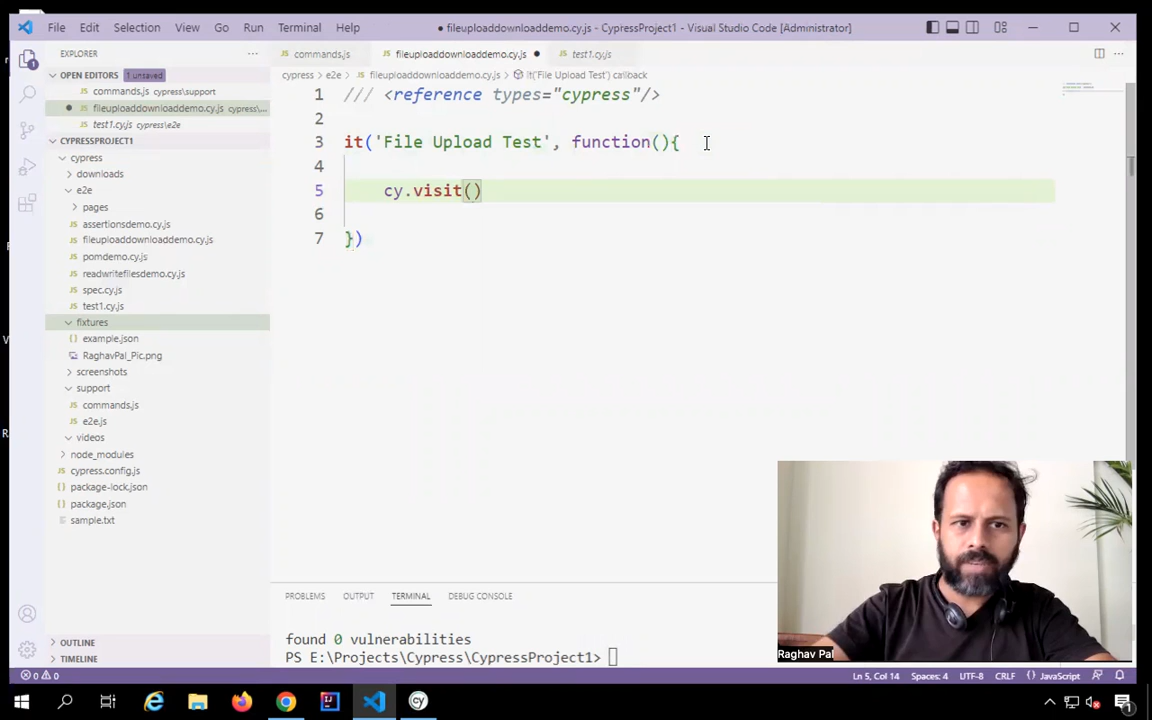 File Edit Selection View Go Run Terminal Help
● fileuploaddownloaddemo.cy.js - CypressProject1 - Visual Studio Code [Administrator]
EXPLORER
OPEN EDITORS 1 unsaved
commands.js cypress\support
fileuploaddownloaddemo.cy.js cypress\...
test1.cy.js cypress\e2e
CYPRESSPROJECT1
cypress
downloads
e2e
pages
assertionsdemo.cy.js
fileuploaddownloaddemo.cy.js
pomdemo.cy.js
readwritefilesdemo.cy.js
spec.cy.js
test1.cy.js
fixtures
example.json
RaghavPal_Pic.png
screenshots
support
commands.js
e2e.js
videos
node_modules
cypress.config.js
package-lock.json
package.json
sample.txt
OUTLINE
TIMELINE
commands.js fileuploaddownloaddemo.cy.js test1.cy.js
cypress > e2e > fileuploaddownloaddemo.cy.js > it('File Upload Test') callback
1 /// <reference types="cypress"/>
2
3 it('File Upload Test', function(){
4
5 cy.visit()
6
7 })
PROBLEMS OUTPUT TERMINAL DEBUG CONSOLE
found 0 vulnerabilities
PS E:\Projects\Cypress\CypressProject1>
Raghav Pal
0 0 Ln 5, Col 14 Spaces: 4 UTF-8 CRLF {} JavaScript
cy
1